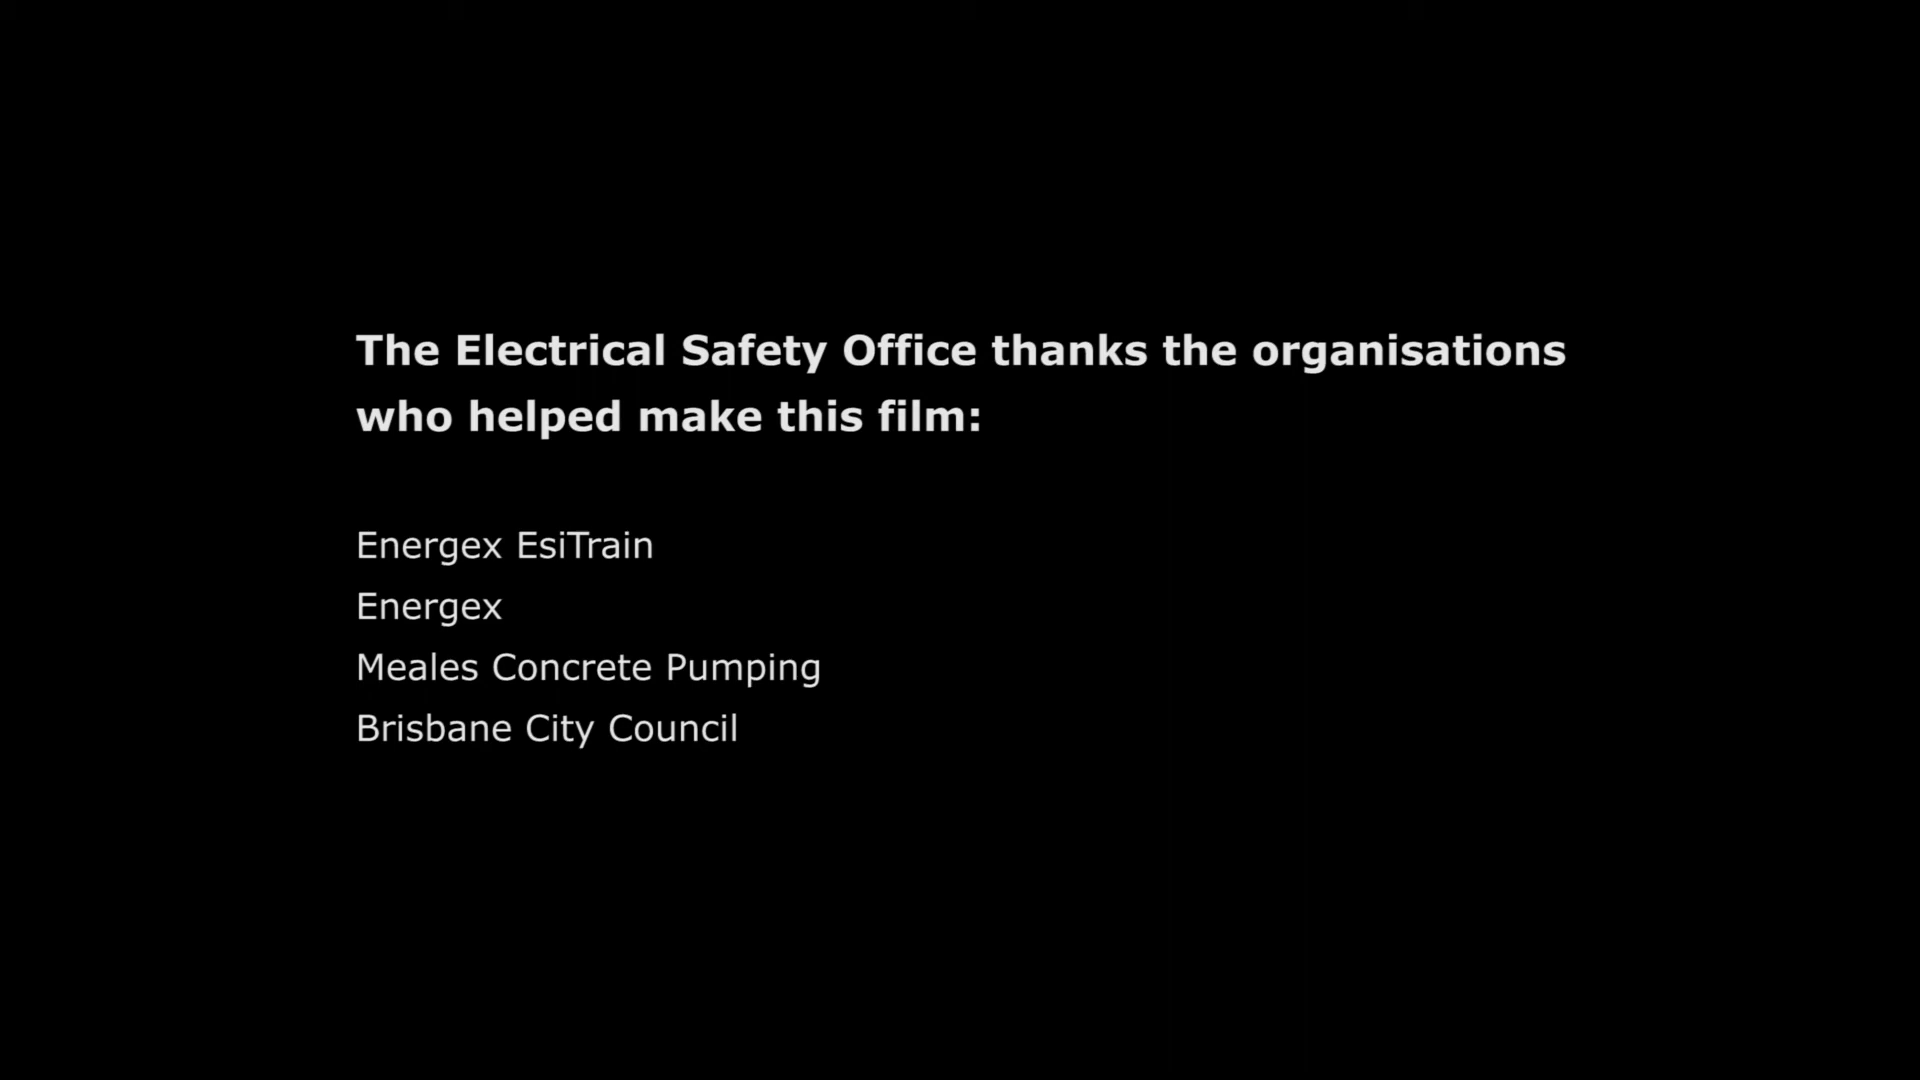 The Electrical Safety Office thanks the organisations
who helped make this film:
Energex EsiTrain
Energex
Meales Concrete Pumping
Brisbane City Council